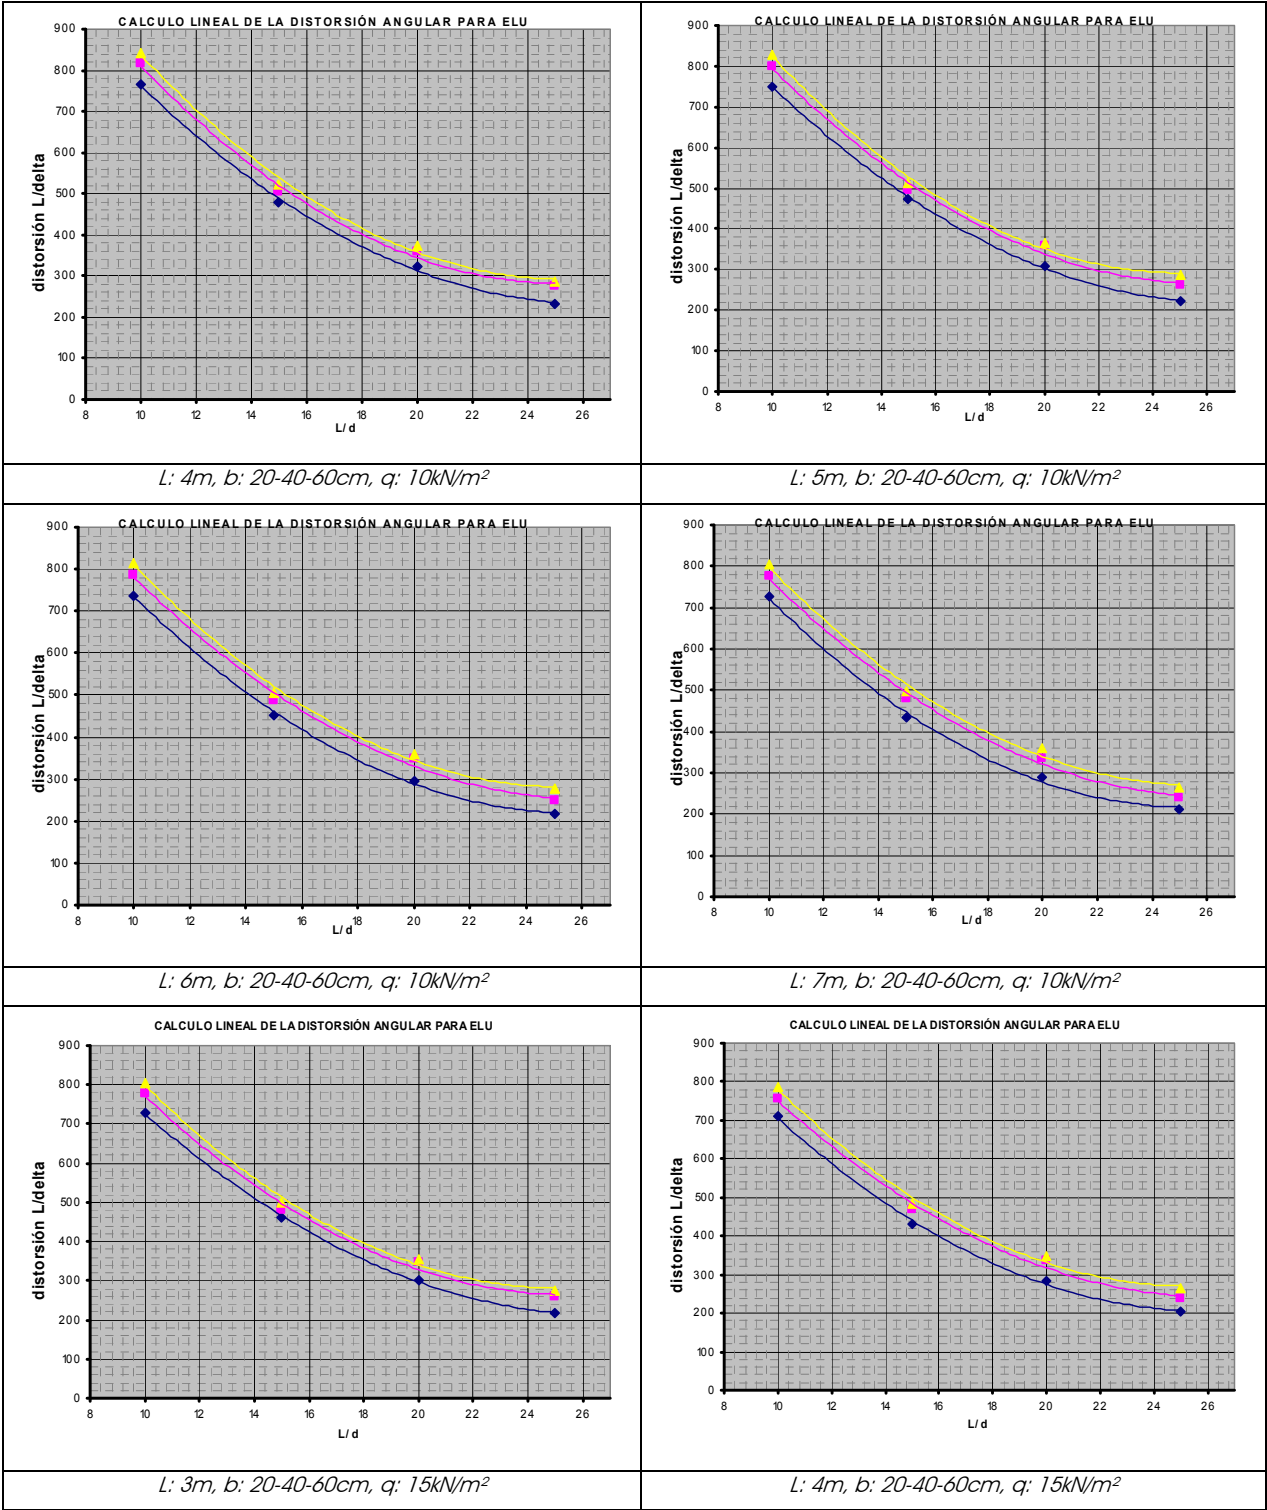 CALCULO LINEAL DE LA DISTORSIÓN ANGULAR PARA ELU
distorsión L/delta
900
800
700
600
500
400
300
200
100
0
8 10 12 14 16 18 20 22 24 26
L/ d
L: 4m, b: 20-40-60cm, q: 10kN/m²
CALCULO LINEAL DE LA DISTORSIÓN ANGULAR PARA ELU
distorsión L/delta
900
800
700
600
500
400
300
200
100
0
8 10 12 14 16 18 20 22 24 26
L/ d
L: 5m, b: 20-40-60cm, q: 10kN/m²
CALCULO LINEAL DE LA DISTORSIÓN ANGULAR PARA ELU
distorsión L/delta
900
800
700
600
500
400
300
200
100
0
8 10 12 14 16 18 20 22 24 26
L/ d
L: 6m, b: 20-40-60cm, q: 10kN/m²
CALCULO LINEAL DE LA DISTORSIÓN ANGULAR PARA ELU
distorsión L/delta
900
800
700
600
500
400
300
200
100
0
8 10 12 14 16 18 20 22 24 26
L/ d
L: 7m, b: 20-40-60cm, q: 10kN/m²
CALCULO LINEAL DE LA DISTORSIÓN ANGULAR PARA ELU
distorsión L/delta
900
800
700
600
500
400
300
200
100
0
8 10 12 14 16 18 20 22 24 26
L/ d
L: 3m, b: 20-40-60cm, q: 15kN/m²
CALCULO LINEAL DE LA DISTORSIÓN ANGULAR PARA ELU
distorsión L/delta
900
800
700
600
500
400
300
200
100
0
8 10 12 14 16 18 20 22 24 26
L/ d
L: 4m, b: 20-40-60cm, q: 15kN/m²